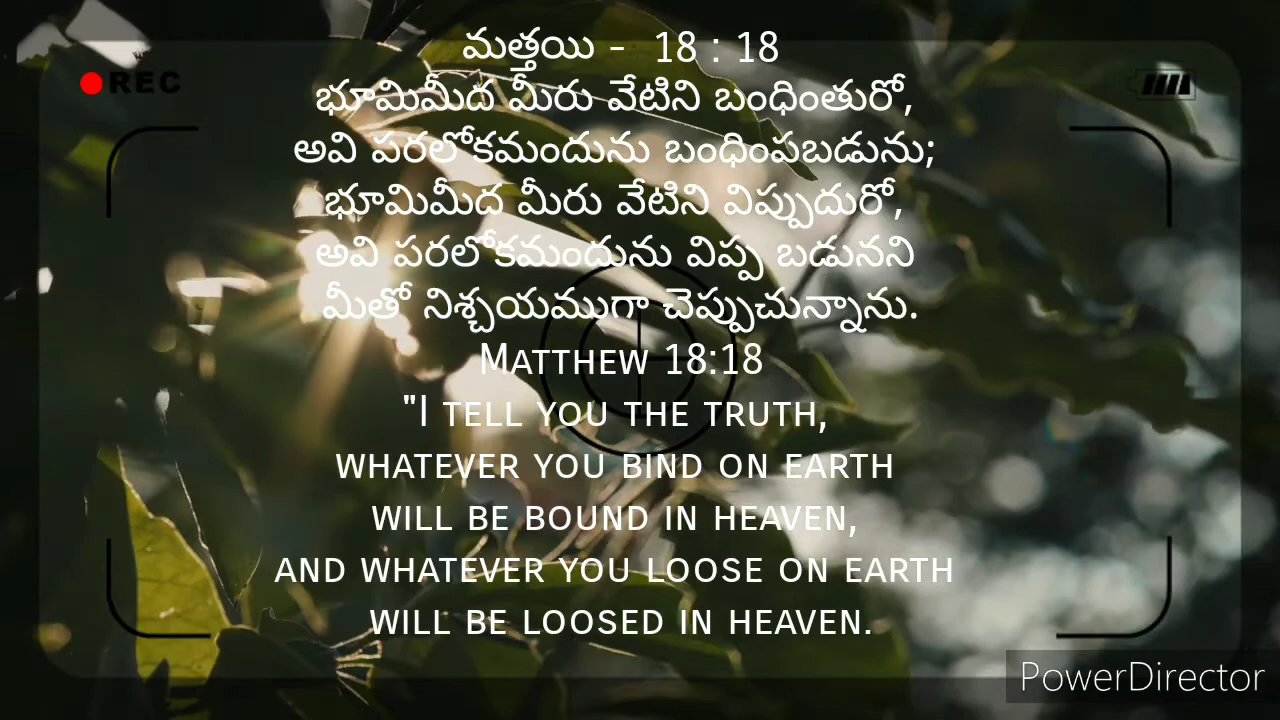 మత్తయి - 18 : 18
REC
భూమిమీద మీరు వేటిని బంధింతురో,
అవి పరలోకమందును బంధింపబడును;
భూమిమీద మీరు వేటిని విప్పుదురో,
అవి పరలోకమందును విప్ప బడునని
మీతో నిశ్చయముగా చెప్పుచున్నాను.
MATTHEW 18:18
"I TELL YOU THE TRUTH,
WHATEVER YOU BIND ON EARTH
WILL BE BOUND IN HEAVEN,
AND WHATEVER YOU LOOSE ON EARTH
WILL BE LOOSED IN HEAVEN.
PowerDirector